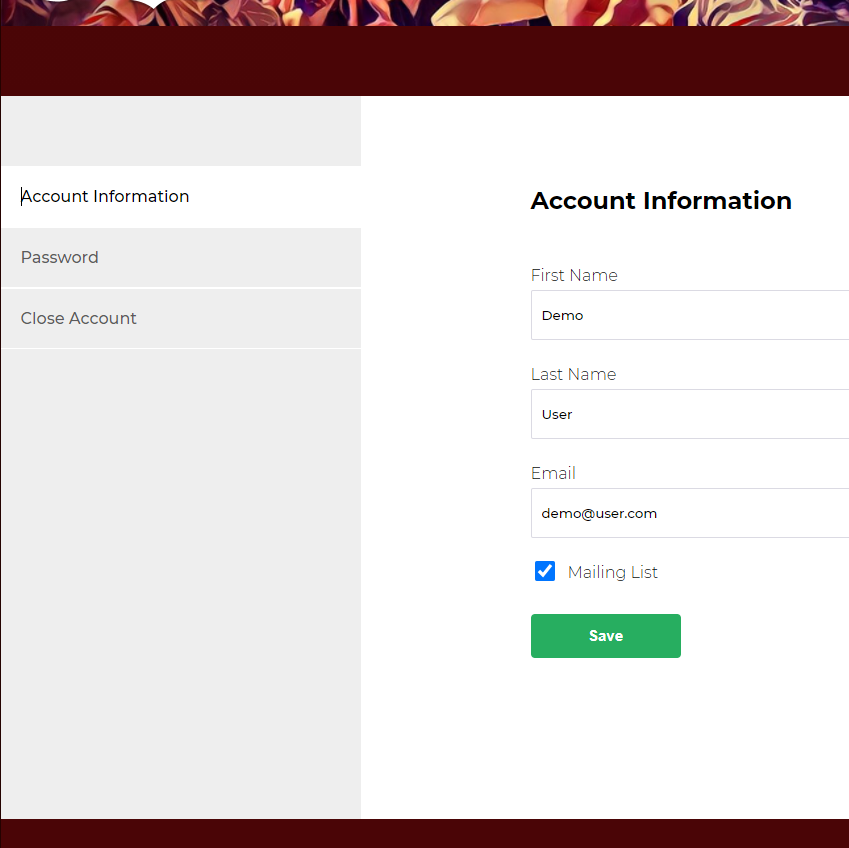 Account Information
Password
Close Account
Account Information
First Name
Demo
Last Name
User
Email
demo@user.com
Mailing List
Save